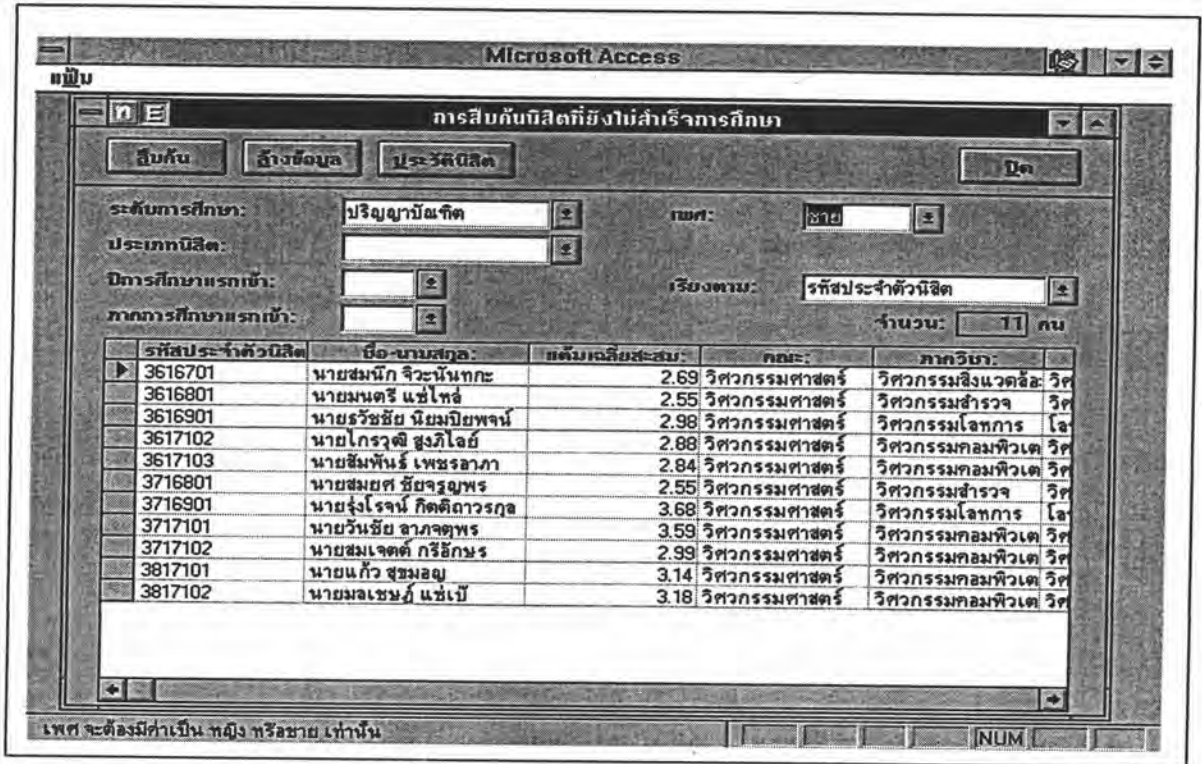 Microsoft Access
แฟ้ม
การสืบค้นนิสิตที่ยังไม่สำเร็จการศึกษา
สืบค้น ล้างข้อมูล ประวัตินิสิต ปิด
ระดับการศึกษา: ปริญญาบัณฑิต เพศ: ชาย
ประเภทนิสิต:
ปีการศึกษาแรกเข้า: เรียงตาม: รหัสประจำตัวนิสิต
ภาคการศึกษาแรกเข้า: จำนวน: 11 คน
รหัสประจำตัวนิสิต ชื่อ-นามสกุล: แต้มเฉลี่ยสะสม: คณะ: ภาควิชา:
3616701 นายสมนึก จิวะนันทกะ 2.69 วิศวกรรมศาสตร์ วิศวกรรมสิ่งแวดล้อ วิศ
3616801 นายมนตรี แซ่ไหล่ 2.55 วิศวกรรมศาสตร์ วิศวกรรมสำรวจ วิศ
3616901 นายธวัชชัย นิยมปิยพจน์ 2.98 วิศวกรรมศาสตร์ วิศวกรรมโลหการ โล
3617102 นายไกรวุฒิ สูงภิไลย์ 2.88 วิศวกรรมศาสตร์ วิศวกรรมคอมพิวเต วิศ
3617103 นายสัมพันธ์ เพชรอาภา 2.84 วิศวกรรมศาสตร์ วิศวกรรมคอมพิวเต วิศ
3716801 นายสมยศ ชัยจรูญพร 2.55 วิศวกรรมศาสตร์ วิศวกรรมสำรวจ วิศ
3716901 นายรุ่งโรจน์ กิตติถาวรกุล 3.68 วิศวกรรมศาสตร์ วิศวกรรมโลหการ โล
3717101 นายวันชัย ลาภจตุพร 3.59 วิศวกรรมศาสตร์ วิศวกรรมคอมพิวเต วิศ
3717102 นายสมเจตต์ กรีอักษร 2.99 วิศวกรรมศาสตร์ วิศวกรรมคอมพิวเต วิศ
3817101 นายแก้ว สุขมอญ 3.14 วิศวกรรมศาสตร์ วิศวกรรมคอมพิวเต วิศ
3817102 นายมลเชษฎ์ แซ่เบ๊ 3.18 วิศวกรรมศาสตร์ วิศวกรรมคอมพิวเต วิศ
เพศ จะต้องมีค่าเป็น หญิง หรือชาย เท่านั้น NUM